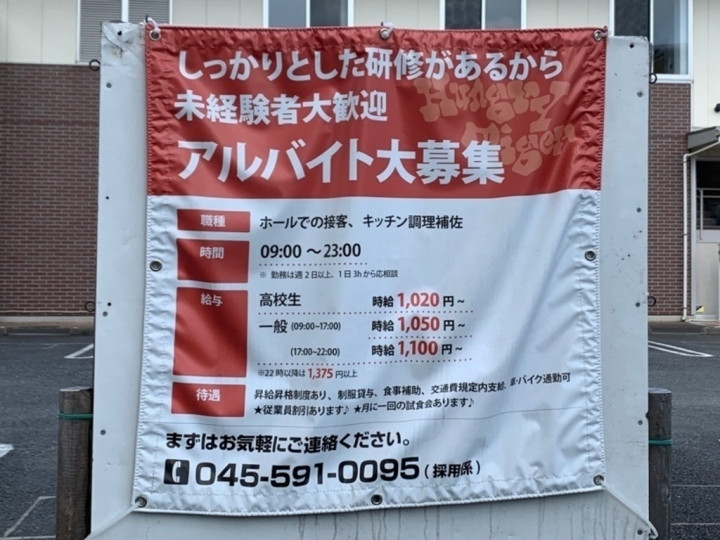 しっかりとした研修があるから
未経験者大歓迎
Hungry Tiger
アルバイト大募集
職種 ホールでの接客、キッチン調理補佐
時間 09:00 ～23:00
※ 勤務は週2日以上、1日3hから応相談
給与 高校生 時給 1,020 円～
一般 (09:00~17:00) 時給 1,050 円～
(17:00~22:00) 時給 1,100 円～
※22時以降は 1,375 円以上
待遇 昇給昇格制度あり、制服貸与、食事補助、交通費規定内支給、車・バイク通勤可
★従業員割引あります♪ ★月に一回の試食会あります♪
まずはお気軽にご連絡ください。
045-591-0095 (採用係)